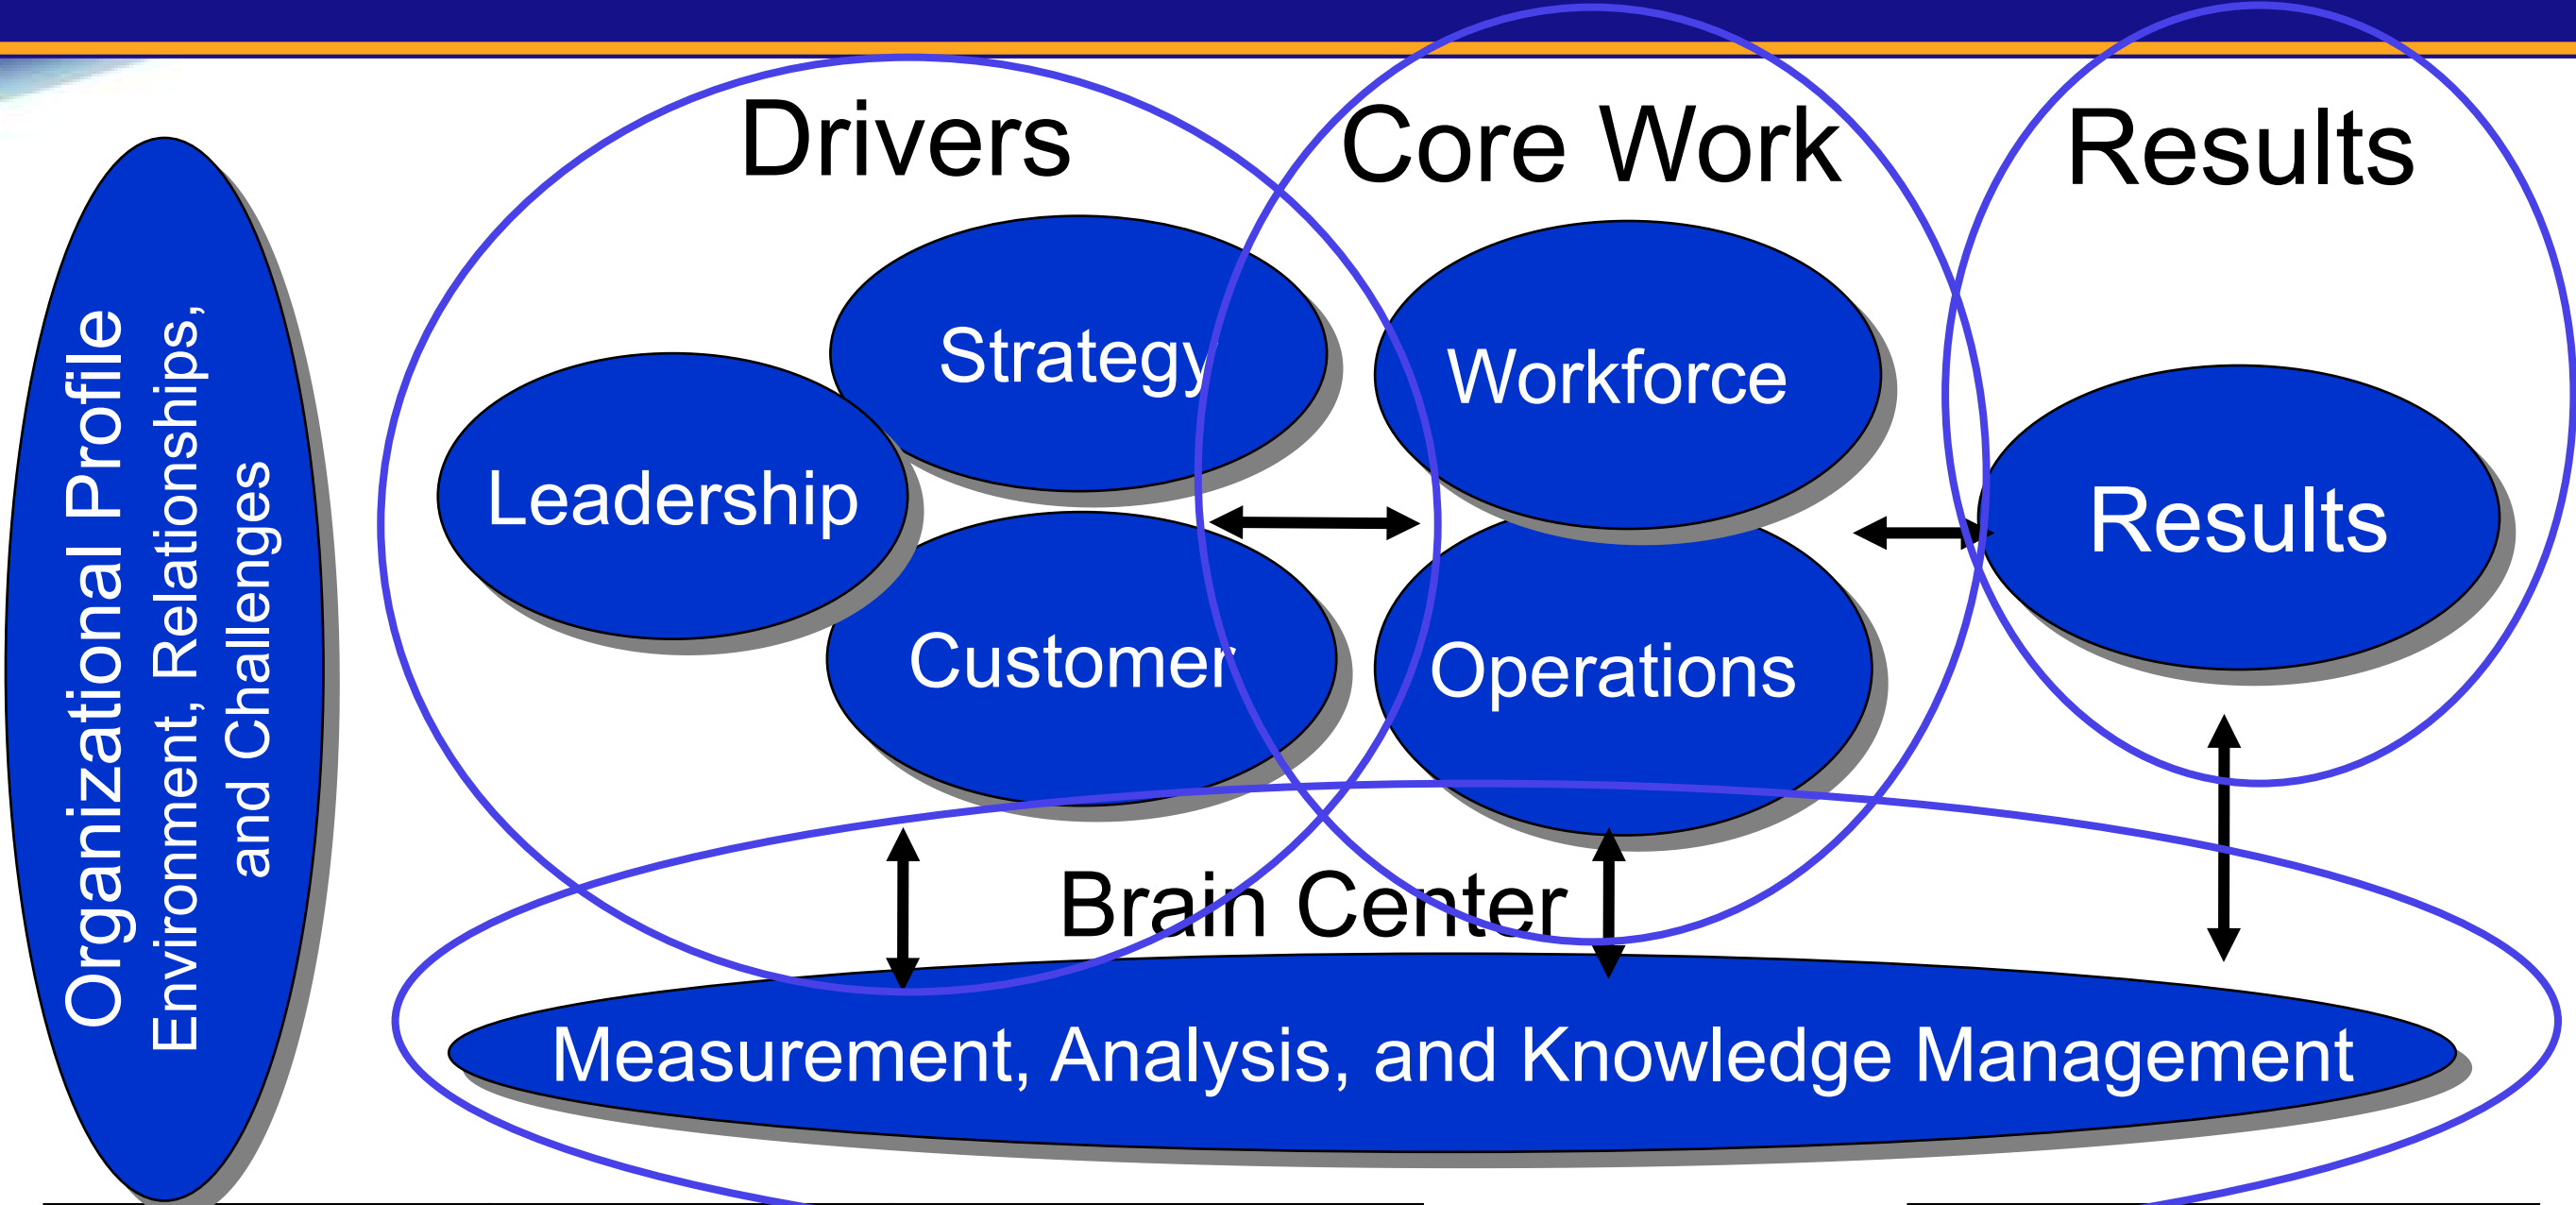 Organizational Profile
Environment, Relationships,
and Challenges
Drivers
Core Work
Results
Strategy
Workforce
Leadership
Results
Customer
Operations
Brain Center
Measurement, Analysis, and Knowledge Management